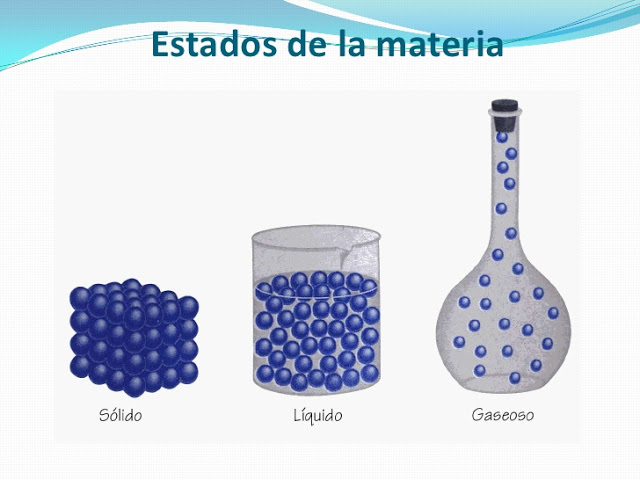 Estados de la materia
Sólido
Líquido
Gaseoso